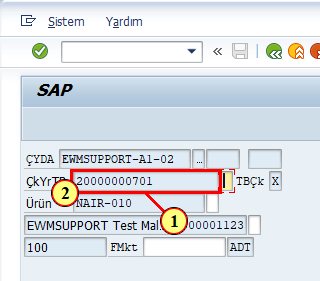 Sistem Yardım
SAP
ÇYDA EWMSUPPORT-A1-02 …
ÇkYrTB 20000000701 TBÇk X
2
Ürün NAIR-010
1
EWMSUPPORT Test Mal. 00001123
100 FMkt ADT